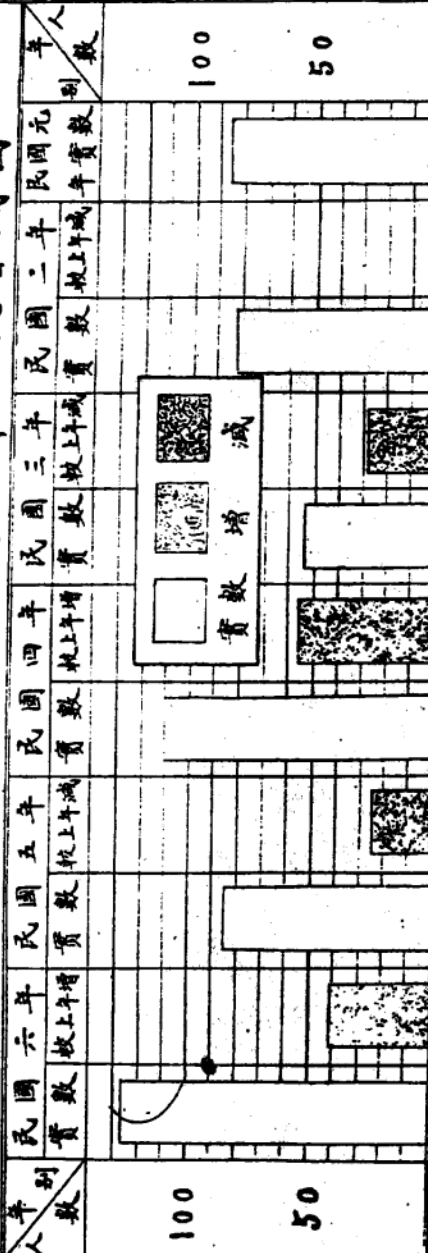 人數
年別
100
50
民國元年
實數
民國二年
較上年減
實數
民國三年
較上年減
實數
民國四年
較上年增
實數
民國五年
較上年減
實數
民國六年
較上年增
實數
減
增
實數
年別
人數
100
50